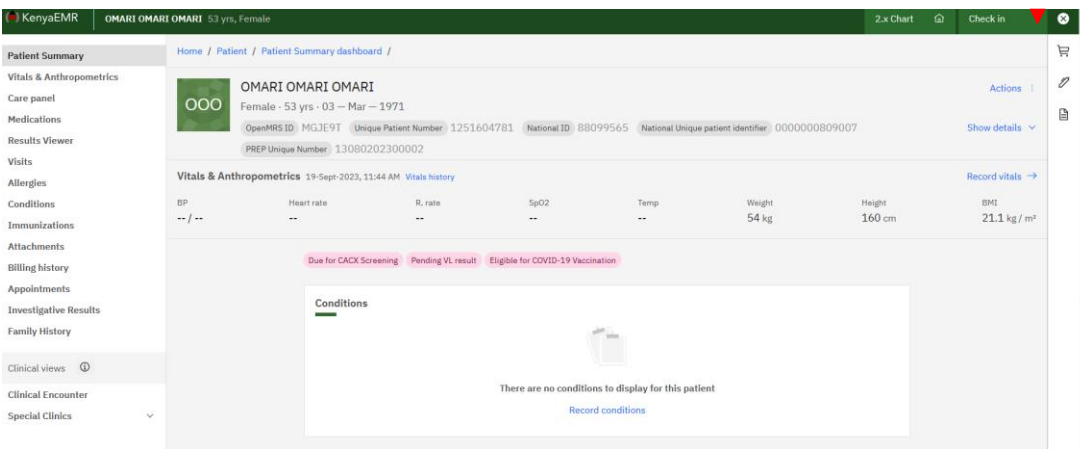 KenyaEMR OMARI OMARI OMARI 53 yrs, Female 2.x Chart Check in
Patient Summary
Vitals & Anthropometrics
Care panel
Medications
Results Viewer
Visits
Allergies
Conditions
Immunizations
Attachments
Billing history
Appointments
Investigative Results
Family History
Clinical views
Clinical Encounter
Special Clinics
Home / Patient / Patient Summary dashboard /
OOO
OMARI OMARI OMARI
Actions
Female · 53 yrs · 03 — Mar — 1971
OpenMRS ID MGJE9T Unique Patient Number 1251604781 National ID 88099565 National Unique patient identifier 0000000809007
Show details
PREP Unique Number 13080202300002
Vitals & Anthropometrics 19-Sept-2023, 11:44 AM Vitals history Record vitals →
BP Heart rate R. rate SpO2 Temp Weight Height BMI
-- / -- -- -- -- -- 54 kg 160 cm 21.1 kg / m²
Due for CACX Screening Pending VL result Eligible for COVID-19 Vaccination
Conditions
There are no conditions to display for this patient
Record conditions